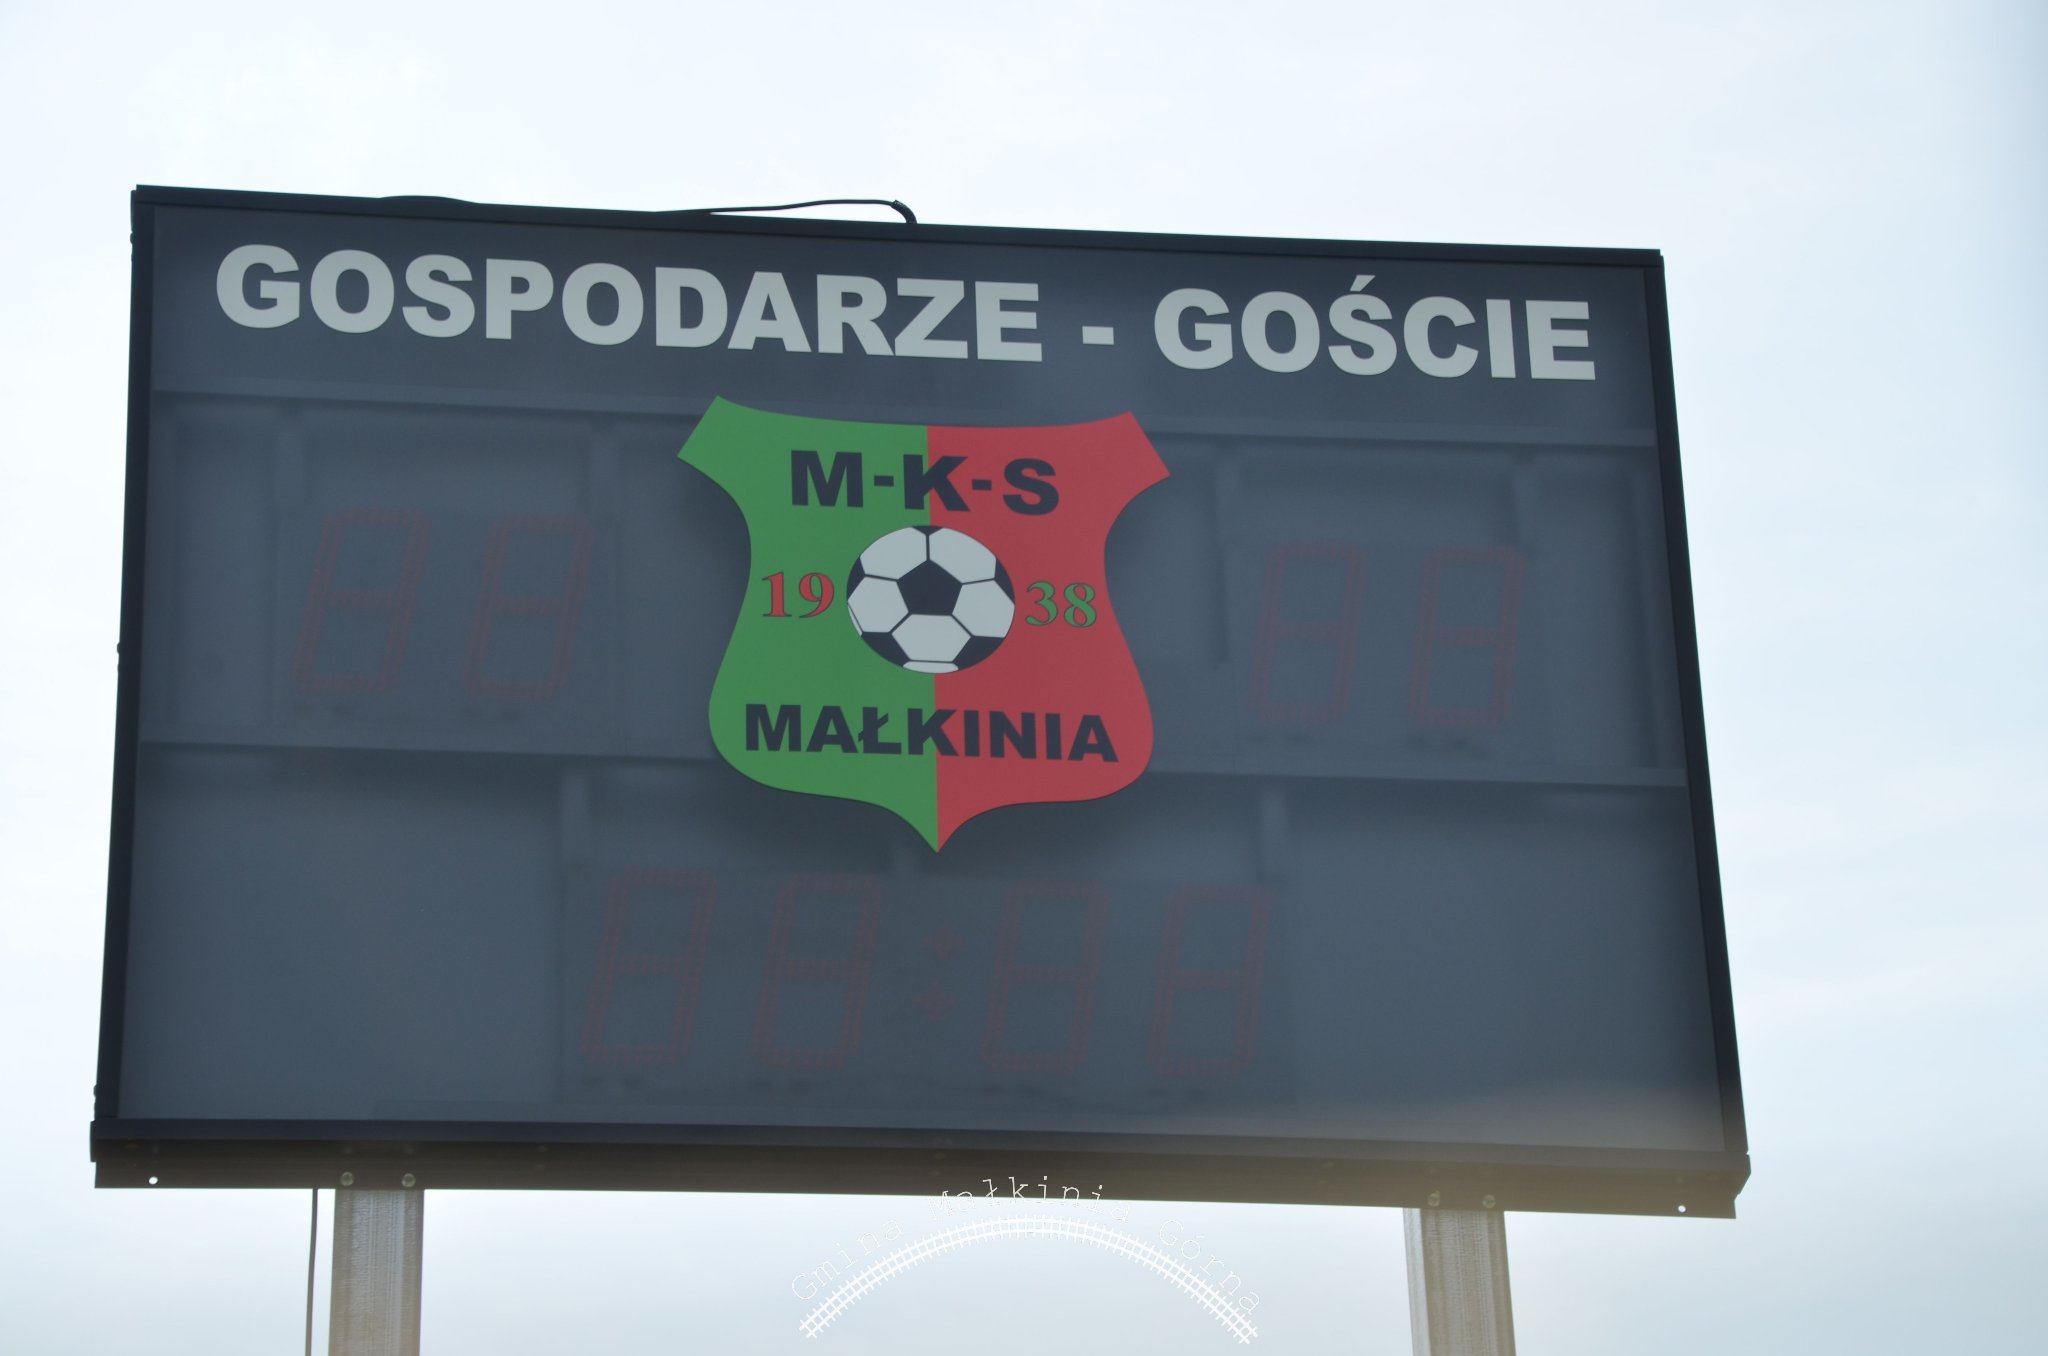 GOSPODARZE - GOŚCIE
M-K-S
19 38
MAŁKINIA
Gmina Małkinia Górna